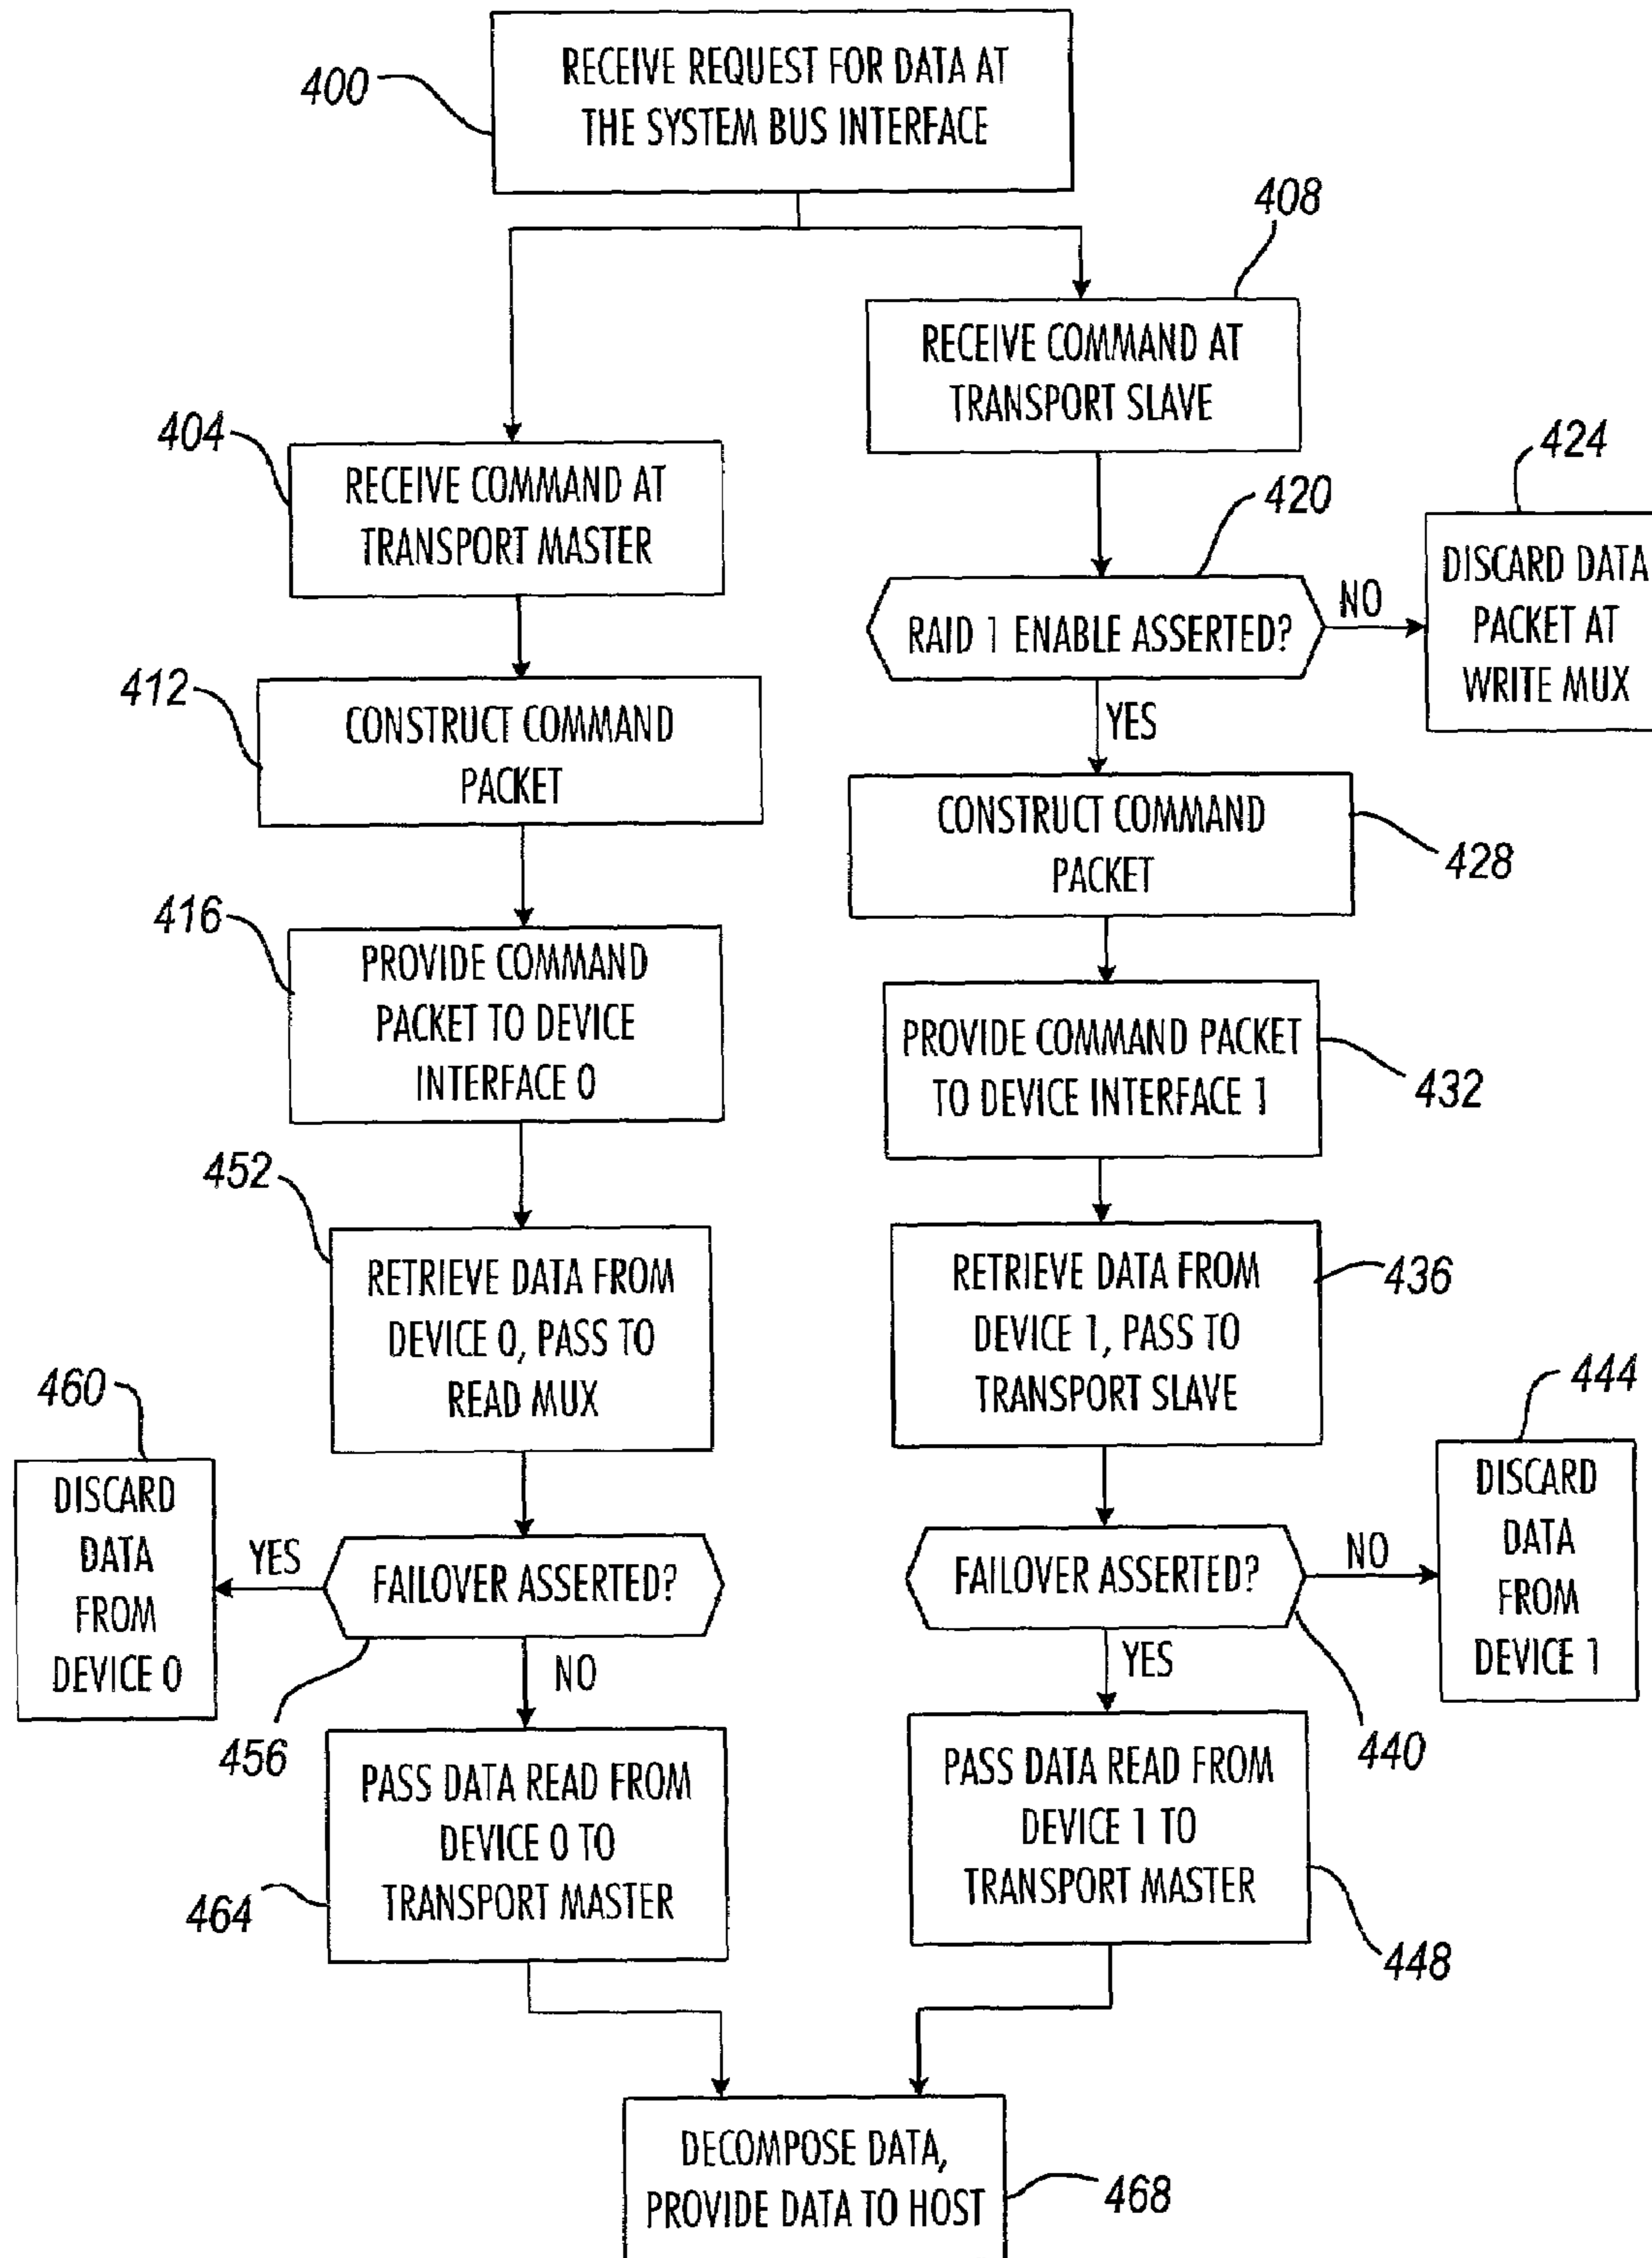 400
RECEIVE REQUEST FOR DATA AT
THE SYSTEM BUS INTERFACE
408
RECEIVE COMMAND AT
TRANSPORT SLAVE
404
RECEIVE COMMAND AT
TRANSPORT MASTER
420
RAID 1 ENABLE ASSERTED?
NO
YES
424
DISCARD DATA
PACKET AT
WRITE MUX
412
CONSTRUCT COMMAND
PACKET
CONSTRUCT COMMAND
PACKET
428
416
PROVIDE COMMAND
PACKET TO DEVICE
INTERFACE 0
PROVIDE COMMAND PACKET
TO DEVICE INTERFACE 1
432
452
RETRIEVE DATA FROM
DEVICE 0, PASS TO
READ MUX
RETRIEVE DATA FROM
DEVICE 1, PASS TO
TRANSPORT SLAVE
436
460
DISCARD
DATA
FROM
DEVICE 0
YES
FAILOVER ASSERTED?
NO
456
FAILOVER ASSERTED?
NO
YES
440
444
DISCARD
DATA
FROM
DEVICE 1
PASS DATA READ FROM
DEVICE 0 TO
TRANSPORT MASTER
464
PASS DATA READ FROM
DEVICE 1 TO
TRANSPORT MASTER
448
DECOMPOSE DATA,
PROVIDE DATA TO HOST
468